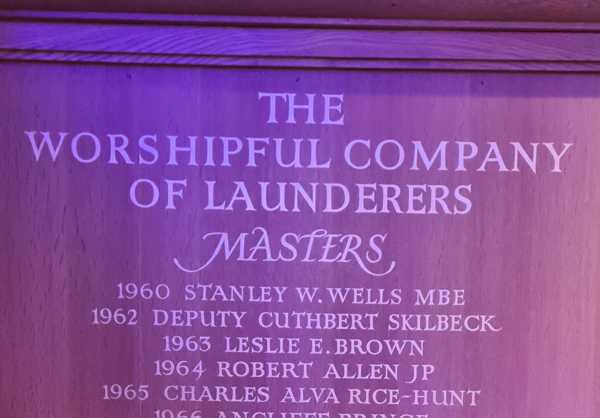 THE
WORSHIPFUL COMPANY
OF LAUNDERERS
MASTERS
1960 STANLEY W. WELLS MBE
1962 DEPUTY CUTHBERT SKILBECK
1963 LESLIE E. BROWN
1964 ROBERT ALLEN JP
1965 CHARLES ALVA RICE-HUNT
1966